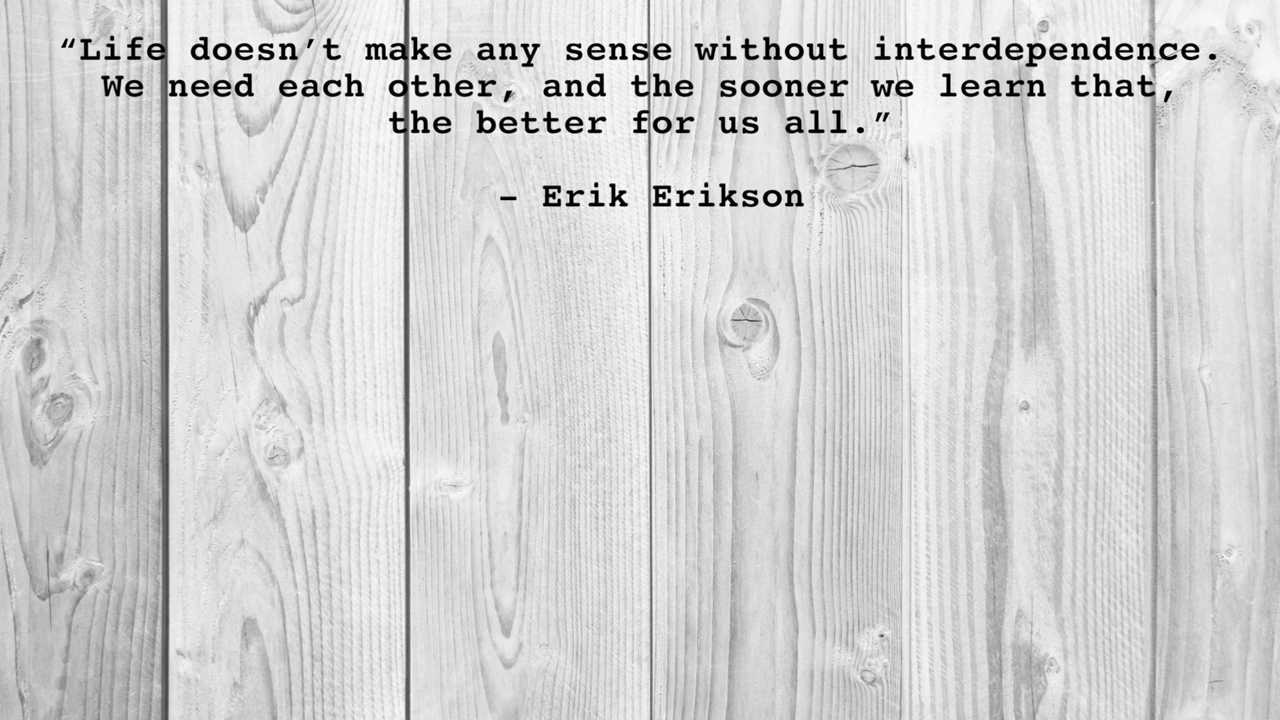 “Life doesn’t make any sense without interdependence.
We need each other, and the sooner we learn that,
the better for us all.”
– Erik Erikson